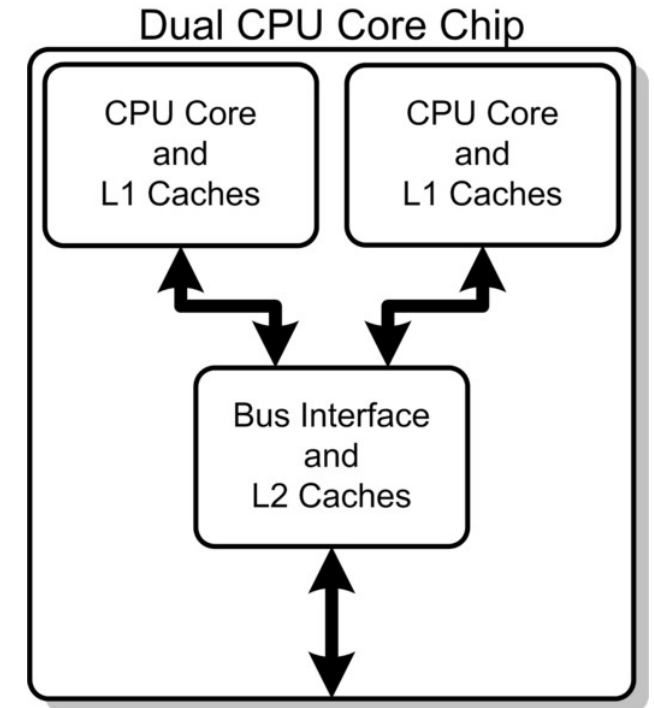 Dual CPU Core Chip
CPU Core
and
L1 Caches
CPU Core
and
L1 Caches
Bus Interface
and
L2 Caches